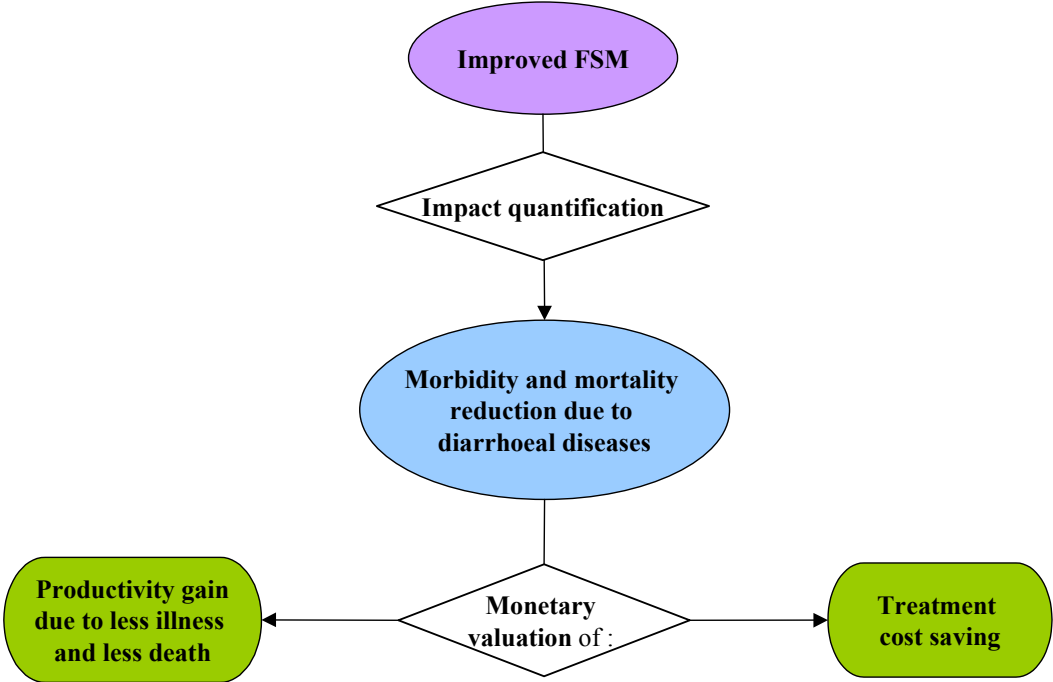 Improved FSM
Impact quantification
Morbidity and mortality
reduction due to
diarrhoeal diseases
Productivity gain
due to less illness
and less death
Monetary
valuation of :
Treatment
cost saving